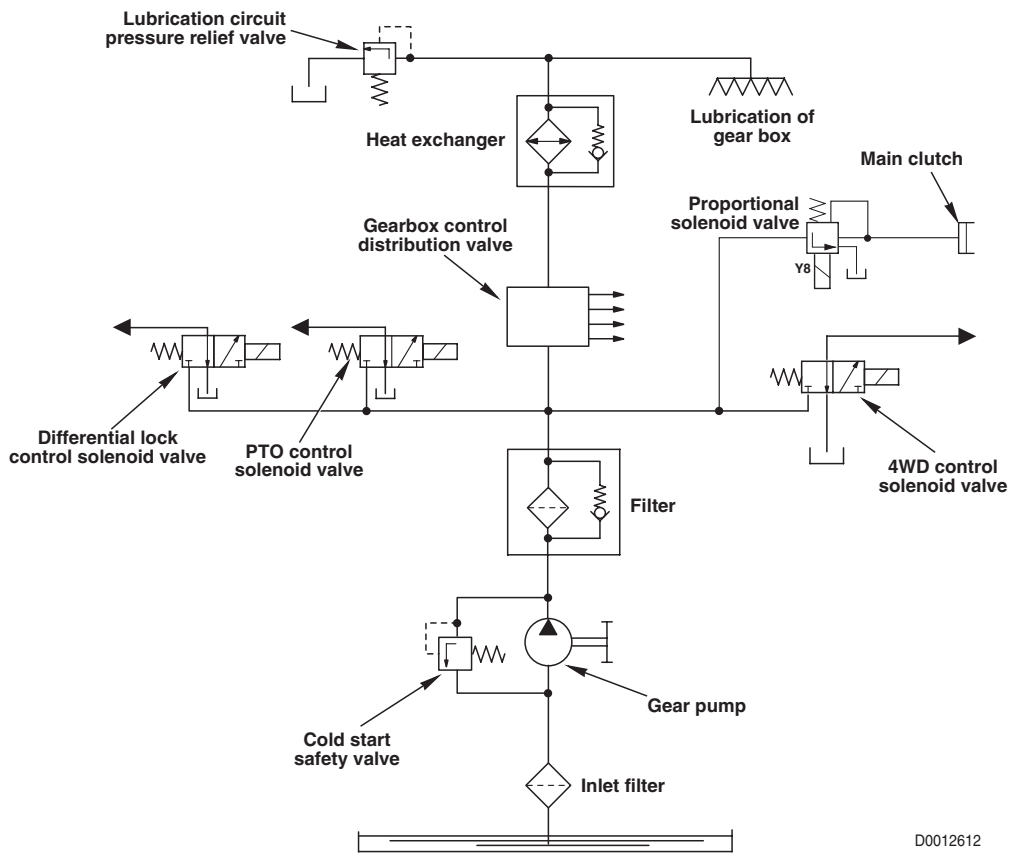 Lubrication circuit
pressure relief valve
Heat exchanger
Lubrication of
gear box
Main clutch
Proportional
solenoid valve
Y8
Gearbox control
distribution valve
Differential lock
control solenoid valve
PTO control
solenoid valve
4WD control
solenoid valve
Filter
Gear pump
Cold start
safety valve
Inlet filter
D0012612